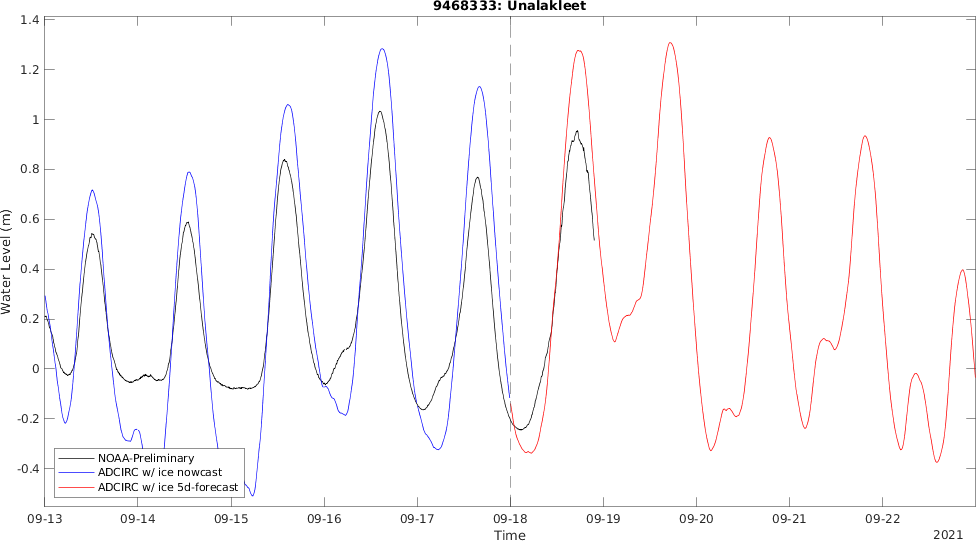 9468333: Unalakleet
1.4
1.2
1
0.8
0.6
0.4
0.2
0
-0.2
-0.4
Water Level (m)
NOAA-Preliminary
ADCIRC w/ ice nowcast
ADCIRC w/ ice 5d-forecast
09-13 09-14 09-15 09-16 09-17 09-18 09-19 09-20 09-21 09-22
Time
2021